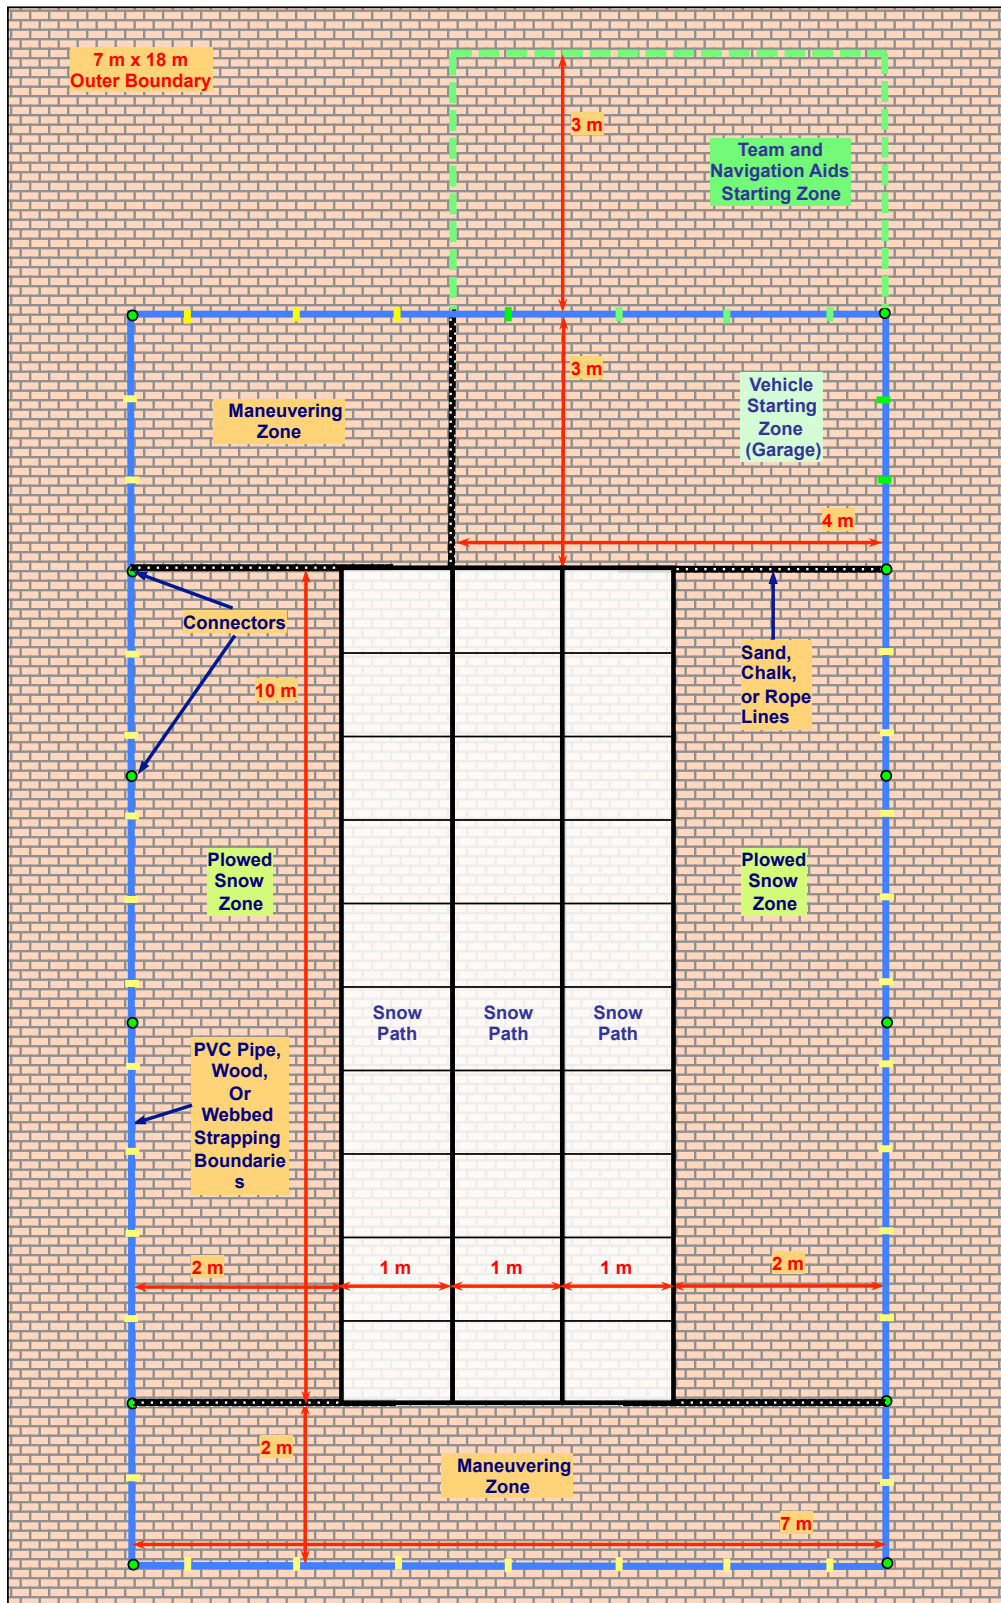 7 m x 18 m
Outer Boundary
3 m
Team and
Navigation Aids
Starting Zone
3 m
Maneuvering
Zone
Vehicle
Starting
Zone
(Garage)
4 m
Connectors
Sand,
Chalk,
or Rope
Lines
10 m
Plowed
Snow
Zone
Plowed
Snow
Zone
Snow
Path
Snow
Path
Snow
Path
PVC Pipe,
Wood,
Or
Webbed
Strapping
Boundarie
s
2 m
1 m
1 m
1 m
2 m
2 m
Maneuvering
Zone
7 m